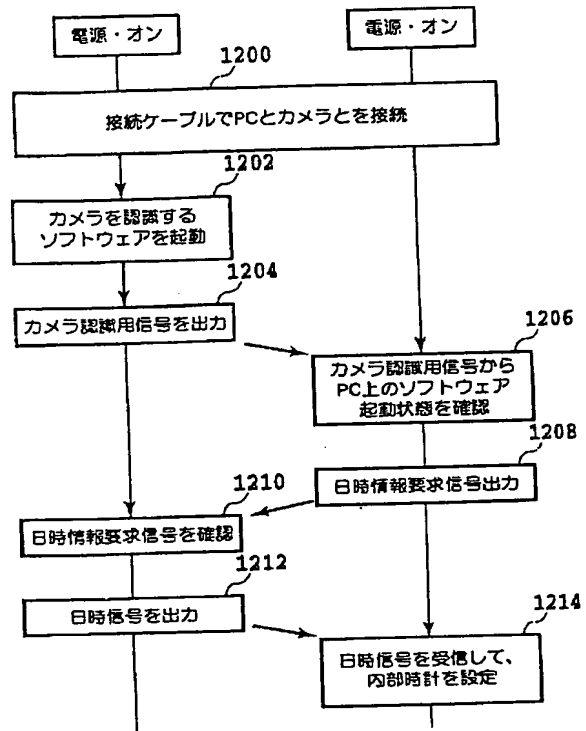 電源・オン
電源・オン
1200
接続ケーブルでPCとカメラとを接続
1202
カメラを認識する
ソフトウェアを起動
1204
カメラ認識用信号を出力
1206
カメラ認識用信号から
PC上のソフトウェア
起動状態を確認
1208
日時情報要求信号出力
1210
日時情報要求信号を確認
1212
日時信号を出力
1214
日時信号を受信して、
内部時計を設定